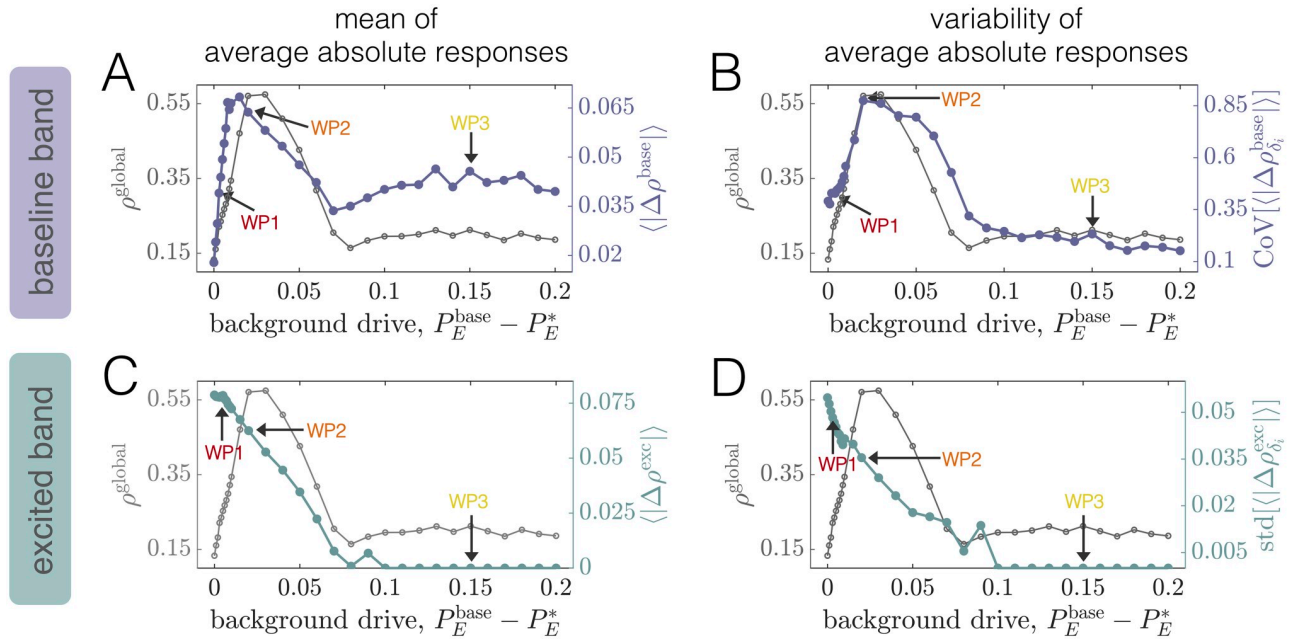 mean of
average absolute responses
variability of
average absolute responses
baseline band
A
0.55
0.35
0.15
ρ^global
0.065
0.05
0.035
0.02
⟨|Δρ^base|⟩
WP1
WP2
WP3
0 0.05 0.1 0.15 0.2
background drive, P_E^base − P_E^*
B
0.55
0.35
0.15
ρ^global
0.85
0.6
0.35
0.1
CoV[⟨|Δρ_δ̄i^base|⟩]
WP1
WP2
WP3
0 0.05 0.1 0.15 0.2
background drive, P_E^base − P_E^*
excited band
C
0.55
0.35
0.15
ρ^global
0.075
0.05
0.025
0
⟨|Δρ^exc|⟩
WP1
WP2
WP3
0 0.05 0.1 0.15 0.2
background drive, P_E^base − P_E^*
D
0.55
0.35
0.15
ρ^global
0.05
0.035
0.02
0.005
std[⟨|Δρ_δ̄i^exc|⟩]
WP1
WP2
WP3
0 0.05 0.1 0.15 0.2
background drive, P_E^base − P_E^*